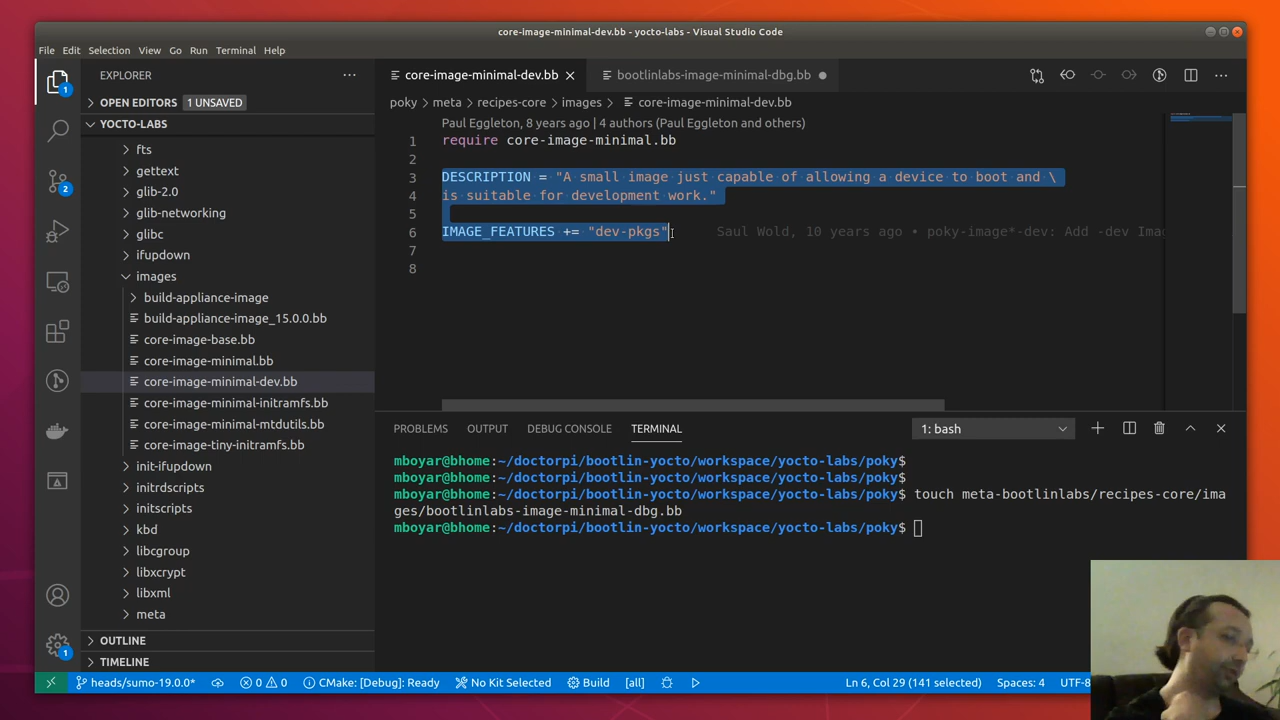 core-image-minimal-dev.bb - yocto-labs - Visual Studio Code
File Edit Selection View Go Run Terminal Help
EXPLORER
OPEN EDITORS 1 UNSAVED
YOCTO-LABS
fts
gettext
glib-2.0
glib-networking
glibc
ifupdown
images
build-appliance-image
build-appliance-image_15.0.0.bb
core-image-base.bb
core-image-minimal.bb
core-image-minimal-dev.bb
core-image-minimal-initramfs.bb
core-image-minimal-mtdutils.bb
core-image-tiny-initramfs.bb
init-ifupdown
initrdscripts
initscripts
kbd
libcgroup
libxcrypt
libxml
meta
OUTLINE
TIMELINE
1
2
1
core-image-minimal-dev.bb bootlinlabs-image-minimal-dbg.bb
poky > meta > recipes-core > images > core-image-minimal-dev.bb
Paul Eggleton, 8 years ago | 4 authors (Paul Eggleton and others)
1 require core-image-minimal.bb
2
3 DESCRIPTION = "A small image just capable of allowing a device to boot and \
4 is suitable for development work."
5
6 IMAGE_FEATURES += "dev-pkgs" Saul Wold, 10 years ago • poky-image*-dev: Add -dev Ima
7
8
PROBLEMS OUTPUT DEBUG CONSOLE TERMINAL 1: bash
mboyar@bhome:~/doctorpi/bootlin-yocto/workspace/yocto-labs/poky$
mboyar@bhome:~/doctorpi/bootlin-yocto/workspace/yocto-labs/poky$
mboyar@bhome:~/doctorpi/bootlin-yocto/workspace/yocto-labs/poky$ touch meta-bootlinlabs/recipes-core/ima
ges/bootlinlabs-image-minimal-dbg.bb
mboyar@bhome:~/doctorpi/bootlin-yocto/workspace/yocto-labs/poky$
heads/sumo-19.0.0* 0 0 CMake: [Debug]: Ready No Kit Selected Build [all] Ln 6, Col 29 (141 selected) Spaces: 4 UTF-8